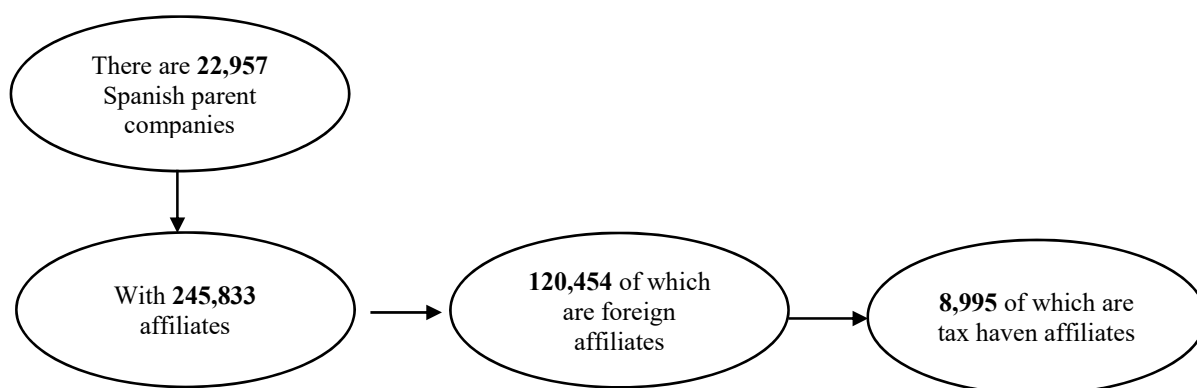 There are 22,957
Spanish parent
companies
With 245,833
affiliates
120,454 of which
are foreign
affiliates
8,995 of which are
tax haven affiliates